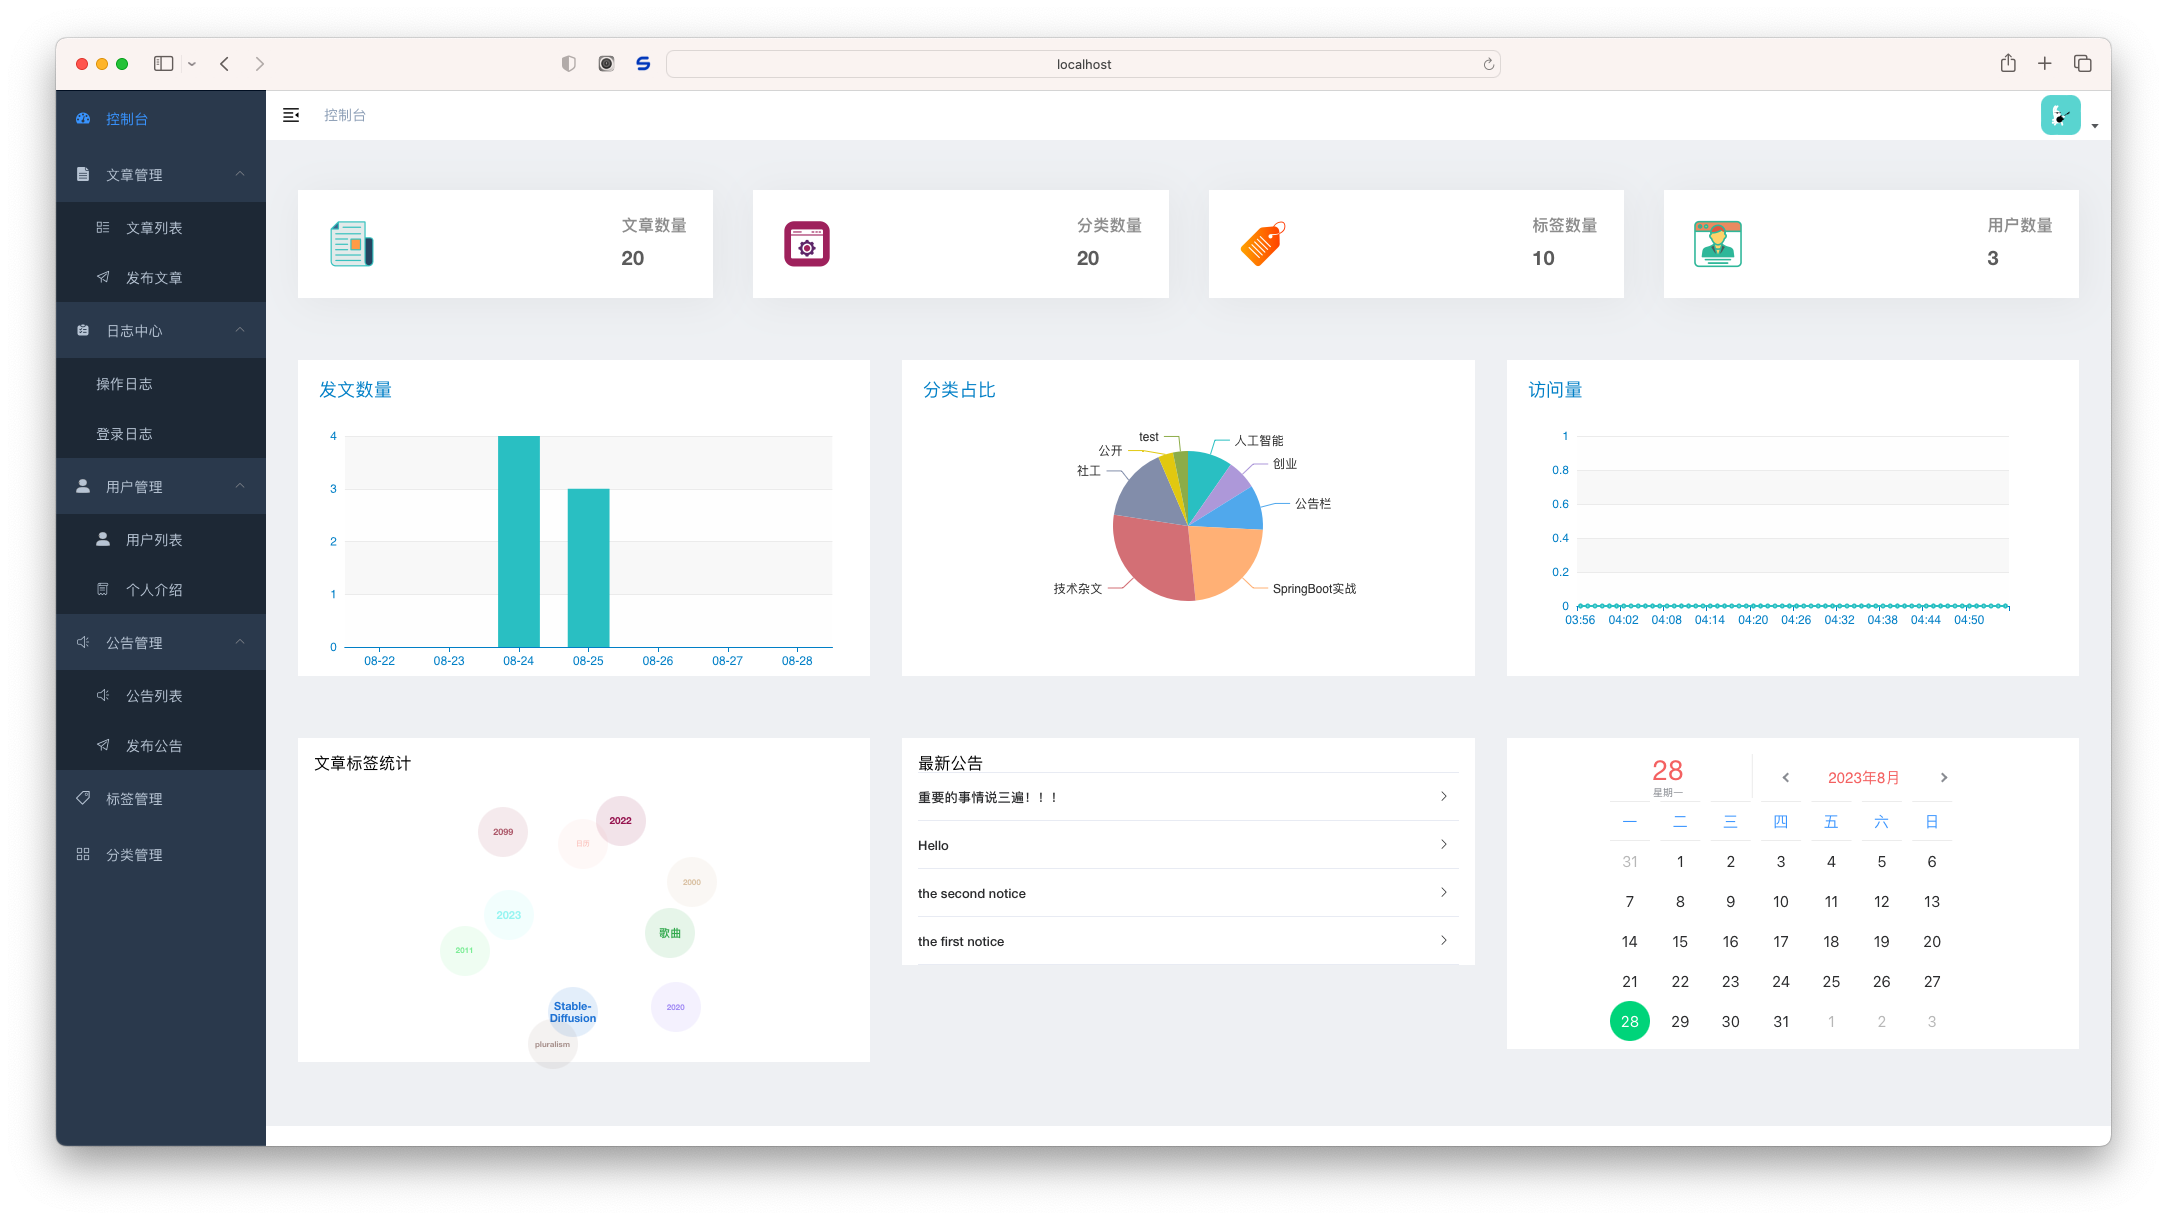 localhost
控制台
文章管理
文章列表
发布文章
日志中心
操作日志
登录日志
用户管理
用户列表
个人介绍
公告管理
公告列表
发布公告
标签管理
分类管理
控制台
文章数量
20
分类数量
20
标签数量
10
用户数量
3
发文数量
4
3
2
1
0
08-22 08-23 08-24 08-25 08-26 08-27 08-28
分类占比
test
人工智能
公开
创业
社工
公告栏
技术杂文
SpringBoot实战
访问量
1
0.8
0.6
0.4
0.2
0
03:56 04:02 04:08 04:14 04:20 04:26 04:32 04:38 04:44 04:50
文章标签统计
2022
2099
日历
2000
2023
歌曲
2011
Stable-
Diffusion
2020
pluralism
最新公告
重要的事情说三遍！！！
Hello
the second notice
the first notice
28
星期一
2023年8月
一 二 三 四 五 六 日
31 1 2 3 4 5 6
7 8 9 10 11 12 13
14 15 16 17 18 19 20
21 22 23 24 25 26 27
28 29 30 31 1 2 3